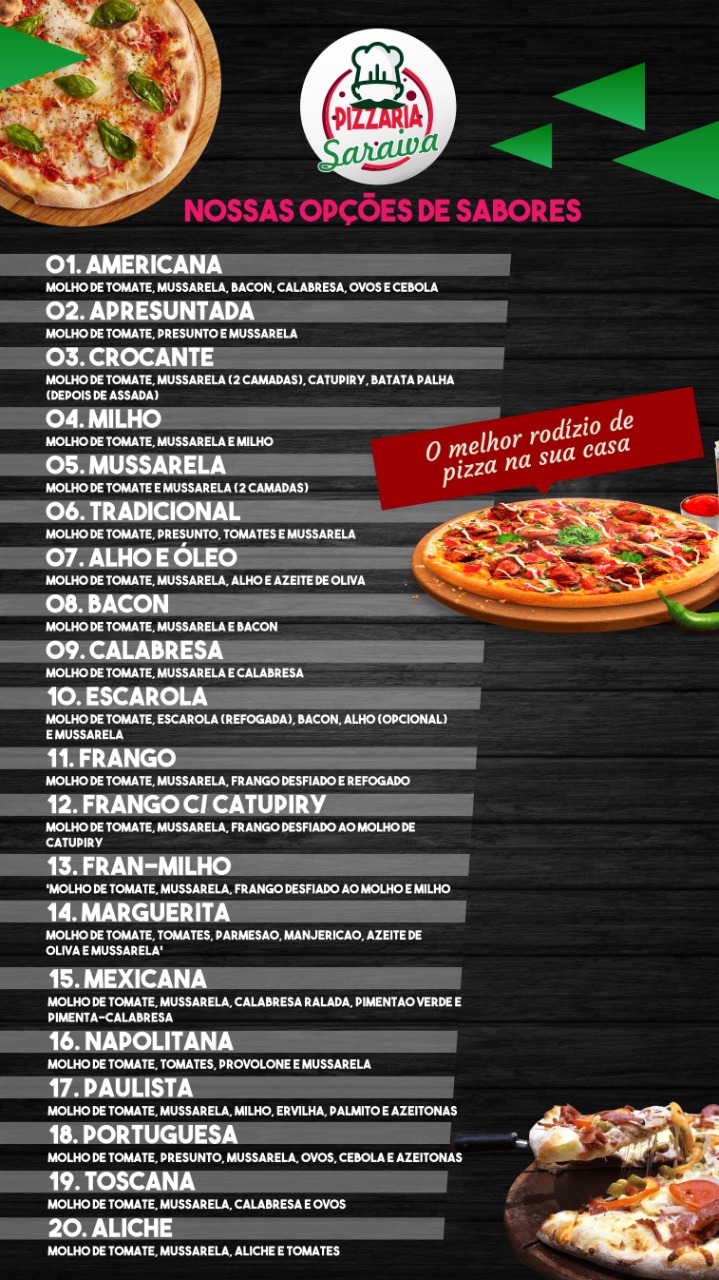 PIZZARIA
Saraiva
NOSSAS OPÇÕES DE SABORES
01. AMERICANA
MOLHO DE TOMATE, MUSSARELA, BACON, CALABRESA, OVOS E CEBOLA
02. APRESUNTADA
MOLHO DE TOMATE, PRESUNTO E MUSSARELA
03. CROCANTE
MOLHO DE TOMATE, MUSSARELA (2 CAMADAS), CATUPIRY, BATATA PALHA
(DEPOIS DE ASSADA)
04. MILHO
MOLHO DE TOMATE, MUSSARELA E MILHO
05. MUSSARELA
MOLHO DE TOMATE E MUSSARELA (2 CAMADAS)
O melhor rodízio de
pizza na sua casa
06. TRADICIONAL
MOLHO DE TOMATE, PRESUNTO, TOMATES E MUSSARELA
07. ALHO E ÓLEO
MOLHO DE TOMATE, MUSSARELA, ALHO E AZEITE DE OLIVA
08. BACON
MOLHO DE TOMATE, MUSSARELA E BACON
09. CALABRESA
MOLHO DE TOMATE, MUSSARELA E CALABRESA
10. ESCAROLA
MOLHO DE TOMATE, ESCAROLA (REFOGADA), BACON, ALHO (OPCIONAL)
E MUSSARELA
11. FRANGO
MOLHO DE TOMATE, MUSSARELA, FRANGO DESFIADO E REFOGADO
12. FRANGO C/ CATUPIRY
MOLHO DE TOMATE, MUSSARELA, FRANGO DESFIADO AO MOLHO DE
CATUPIRY
13. FRAN-MILHO
'MOLHO DE TOMATE, MUSSARELA, FRANGO DESFIADO AO MOLHO E MILHO
14. MARGUERITA
MOLHO DE TOMATE, TOMATES, PARMESAO, MANJERICAO, AZEITE DE
OLIVA E MUSSARELA'
15. MEXICANA
MOLHO DE TOMATE, MUSSARELA, CALABRESA RALADA, PIMENTAO VERDE E
PIMENTA-CALABRESA
16. NAPOLITANA
MOLHO DE TOMATE, TOMATES, PROVOLONE E MUSSARELA
17. PAULISTA
MOLHO DE TOMATE, MUSSARELA, MILHO, ERVILHA, PALMITO E AZEITONAS
18. PORTUGUESA
MOLHO DE TOMATE, PRESUNTO, MUSSARELA, OVOS, CEBOLA E AZEITONAS
19. TOSCANA
MOLHO DE TOMATE, MUSSARELA, CALABRESA E OVOS
20. ALICHE
MOLHO DE TOMATE, MUSSARELA, ALICHE E TOMATES